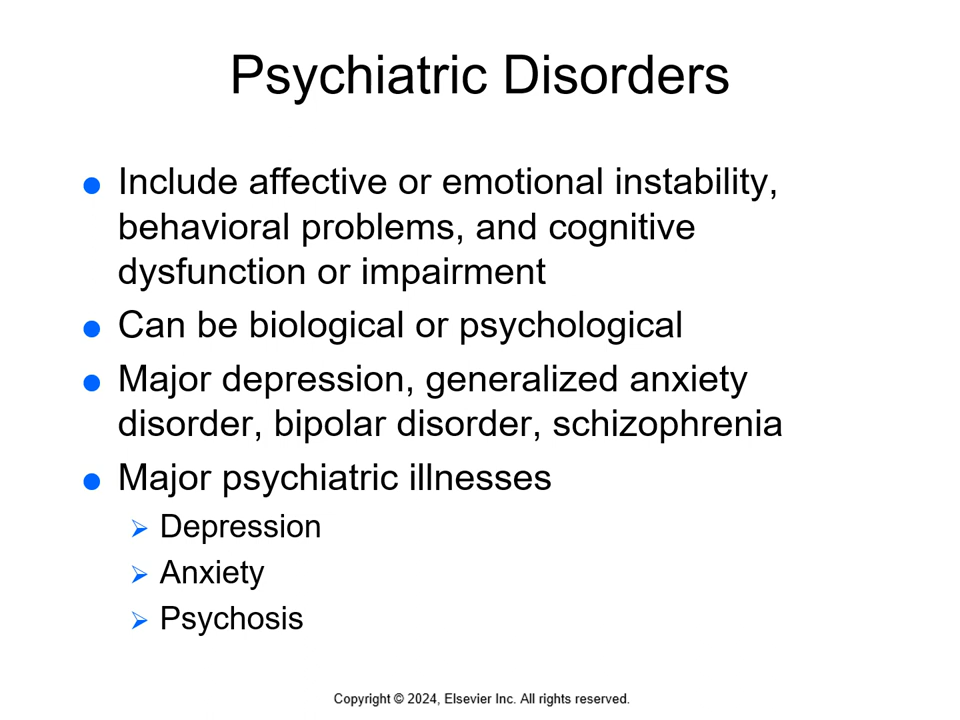 Psychiatric Disorders
Include affective or emotional instability,
behavioral problems, and cognitive
dysfunction or impairment
Can be biological or psychological
Major depression, generalized anxiety
disorder, bipolar disorder, schizophrenia
Major psychiatric illnesses
Depression
Anxiety
Psychosis
Copyright © 2024, Elsevier Inc. All rights reserved.